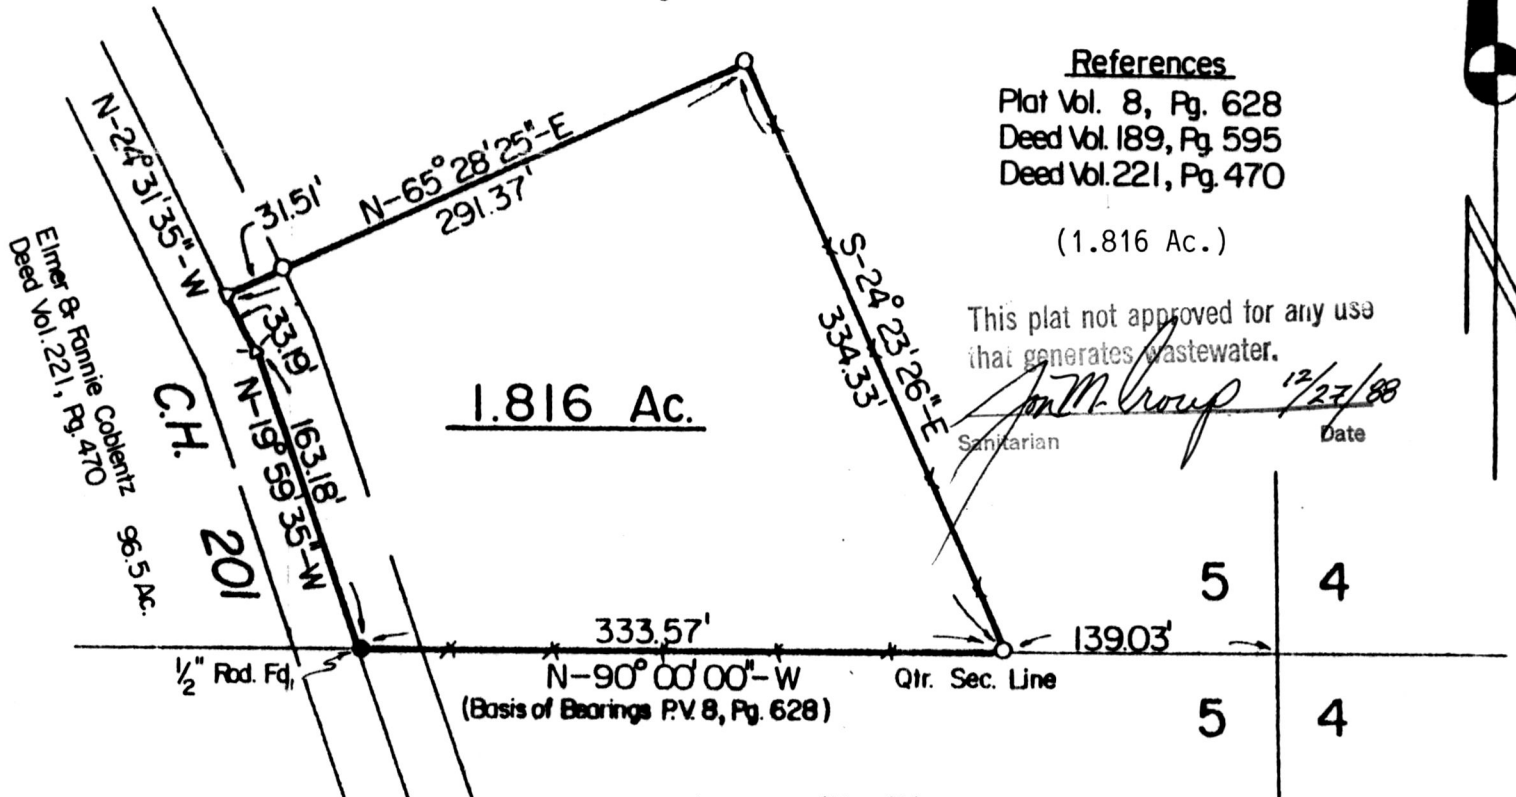 References
Plat Vol. 8, Pg. 628
Deed Vol. 189, Pg. 595
Deed Vol. 221, Pg. 470
(1.816 Ac.)
This plat not approved for any use
that generates wastewater.
12/27/88
Sanitarian
Date
N-24°31'35"-W
31.51'
N-65°28'25"-E
291.37'
S-24°23'26"-E
334.33'
33.19'
N-19°59'35"-W
163.18'
1.816 Ac.
Elmer & Fannie Coblentz 96.5 Ac.
Deed Vol. 221, Pg. 470
C.H.
201
333.57'
N-90°00'00"-W
(Basis of Bearings P.V. 8, Pg. 628)
1/2" Rod. Fd.
Qtr. Sec. Line
139.03'
5 4
5 4